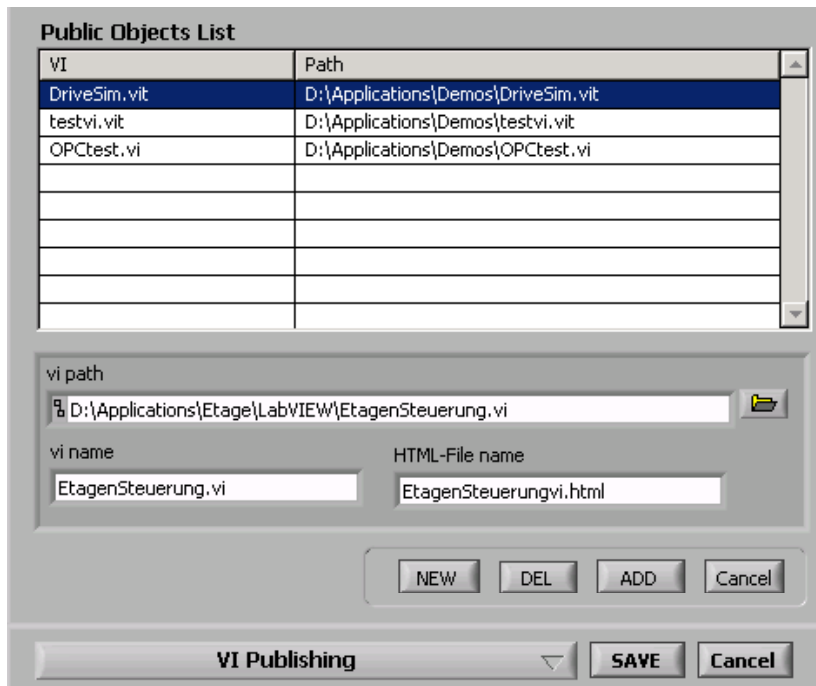 Public Objects List
VI Path
DriveSim.vit D:\Applications\Demos\DriveSim.vit
testvi.vit D:\Applications\Demos\testvi.vit
OPCtest.vi D:\Applications\Demos\OPCtest.vi
vi path
D:\Applications\Etage\LabVIEW\EtagenSteuerung.vi
vi name HTML-File name
EtagenSteuerung.vi EtagenSteuerungvi.html
NEW DEL ADD Cancel
VI Publishing SAVE Cancel